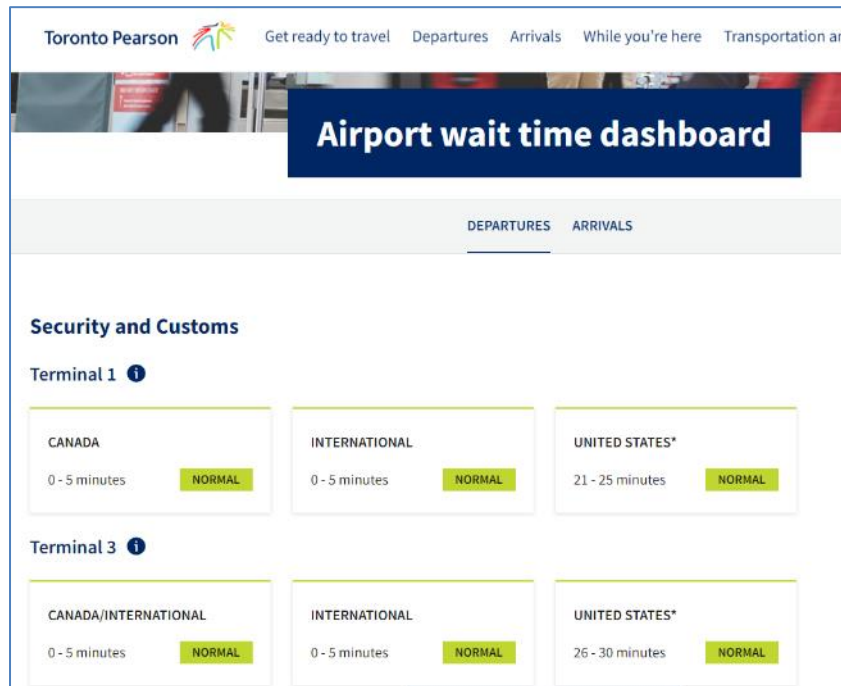 Toronto Pearson Get ready to travel Departures Arrivals While you're here Transportation
Airport wait time dashboard
DEPARTURES ARRIVALS
Security and Customs
Terminal 1 i
CANADA INTERNATIONAL UNITED STATES*
0 - 5 minutes NORMAL 0 - 5 minutes NORMAL 21 - 25 minutes NORMAL
Terminal 3 i
CANADA/INTERNATIONAL INTERNATIONAL UNITED STATES*
0 - 5 minutes NORMAL 0 - 5 minutes NORMAL 26 - 30 minutes NORMAL